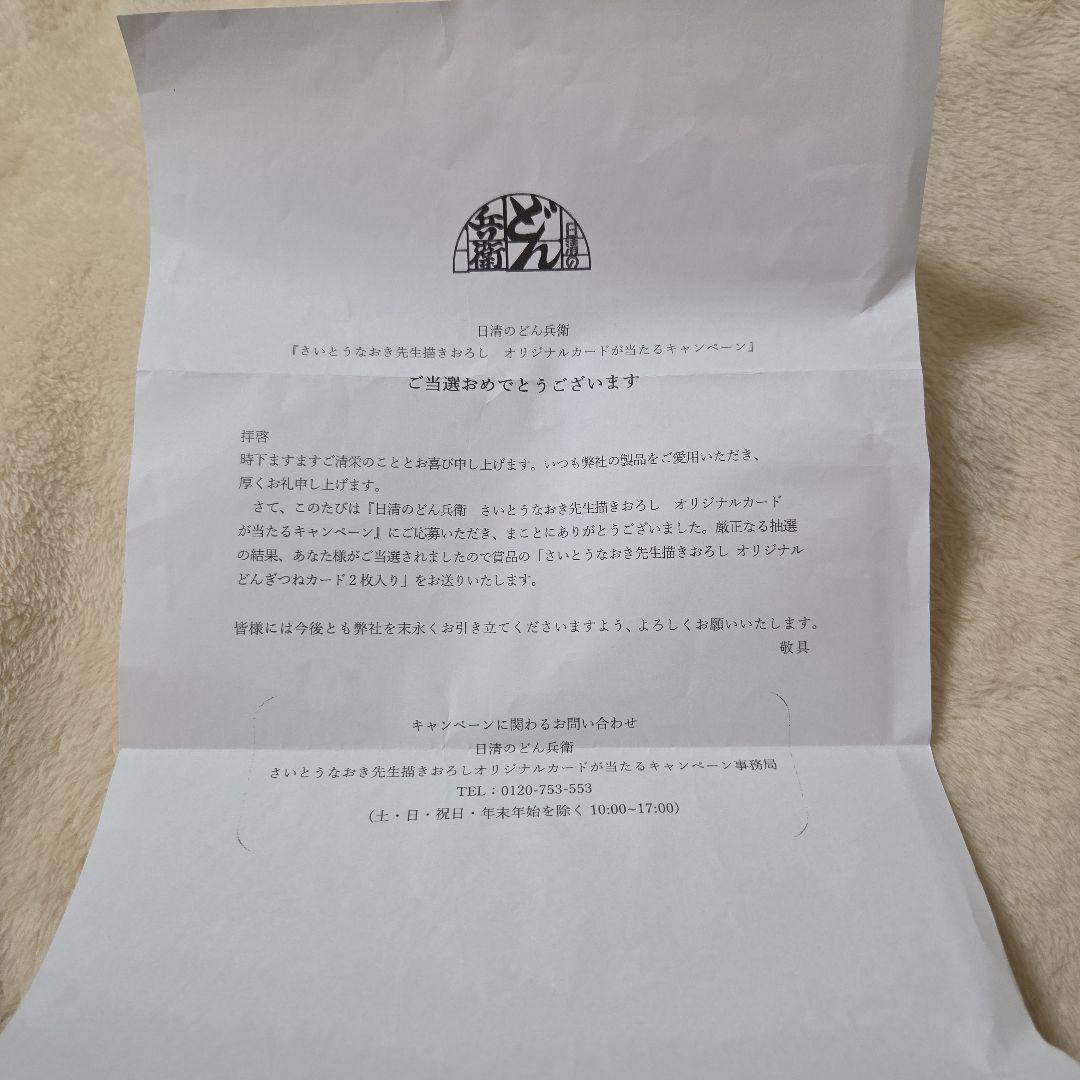 日清の
どん
兵衛
日清のどん兵衛
『さいとうなおき先生描きおろし　オリジナルカードが当たるキャンペーン』
ご当選おめでとうございます
拝啓
時下ますますご清栄のこととお喜び申し上げます。いつも弊社の製品をご愛用いただき、
厚くお礼申し上げます。
　さて、このたびは『日清のどん兵衛　さいとうなおき先生描きおろし　オリジナルカード
が当たるキャンペーン』にご応募いただき、まことにありがとうございました。厳正なる抽選
の結果、あなた様がご当選されましたので賞品の「さいとうなおき先生描きおろし オリジナル
どんぎつねカード２枚入り」をお送りいたします。
皆様には今後とも弊社を末永くお引き立てくださいますよう、よろしくお願いいたします。
敬具
キャンペーンに関わるお問い合わせ
日清のどん兵衛
さいとうなおき先生描きおろしオリジナルカードが当たるキャンペーン事務局
TEL：0120-753-553
（土・日・祝日・年末年始を除く 10:00~17:00）